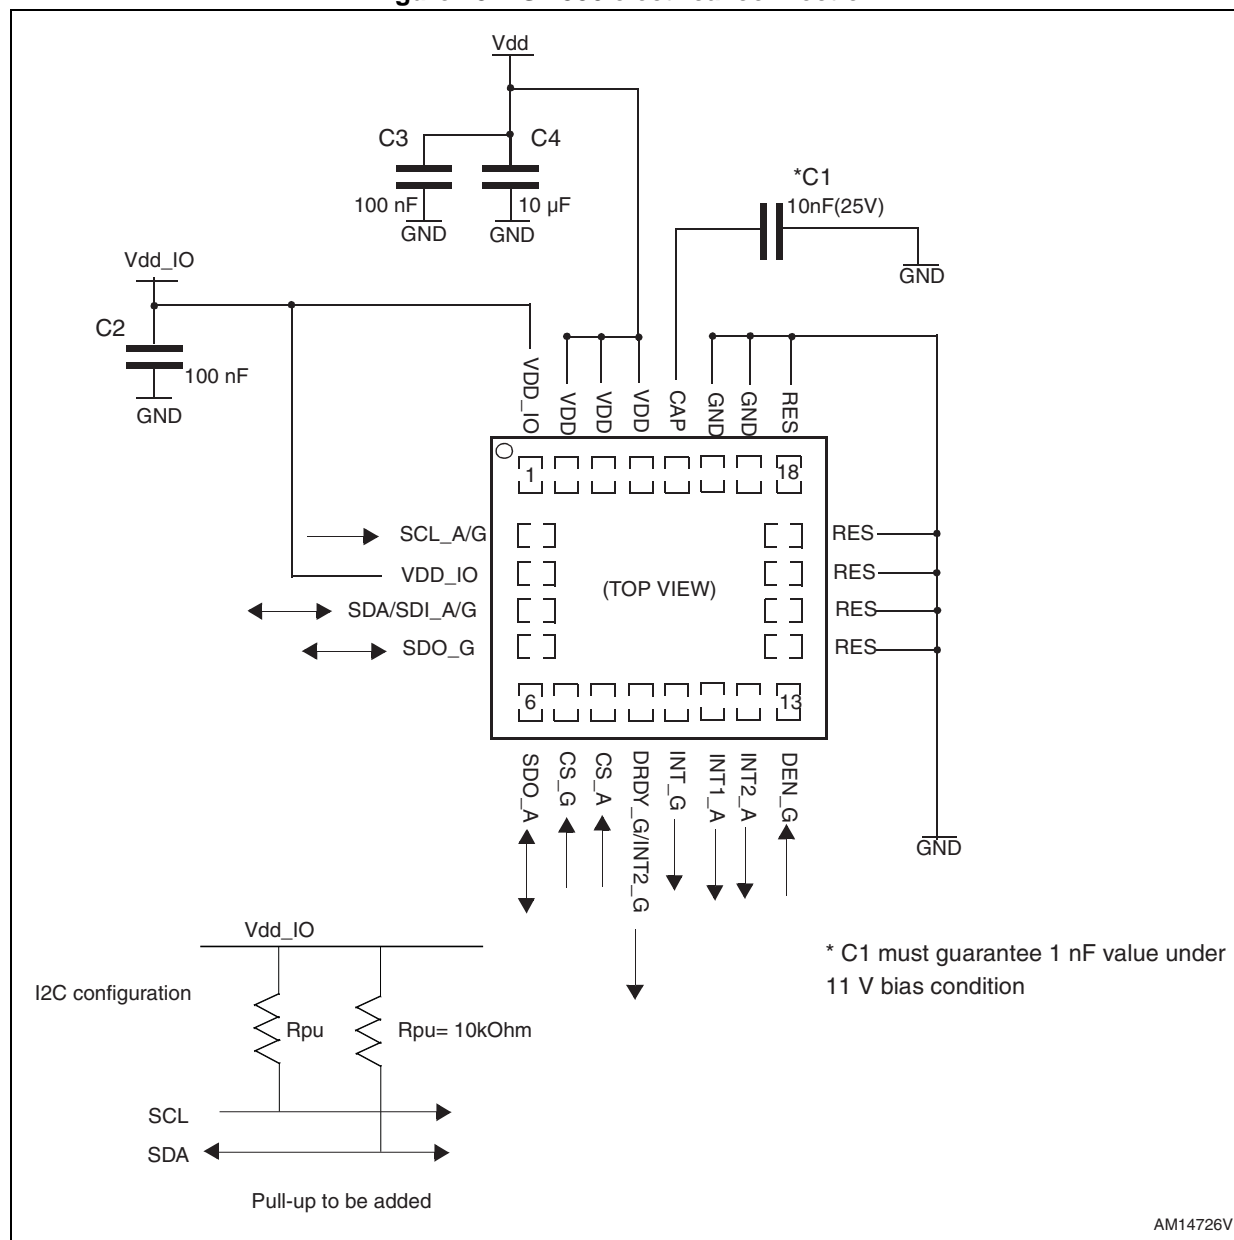 Vdd
C3
C4
100 nF
10 µF
GND
GND
*C1
10nF(25V)
GND
Vdd_IO
C2
100 nF
GND
VDD_IO
VDD
VDD
VDD
CAP
GND
GND
RES
1
18
SCL_A/G
RES
VDD_IO
(TOP VIEW)
RES
SDA/SDI_A/G
RES
SDO_G
RES
6
13
SDO_A
CS_G
CS_A
DRDY_G/INT2_G
INT_G
INT1_A
INT2_A
DEN_G
GND
Vdd_IO
* C1 must guarantee 1 nF value under
11 V bias condition
I2C configuration
Rpu
Rpu= 10kOhm
SCL
SDA
Pull-up to be added
AM14726V